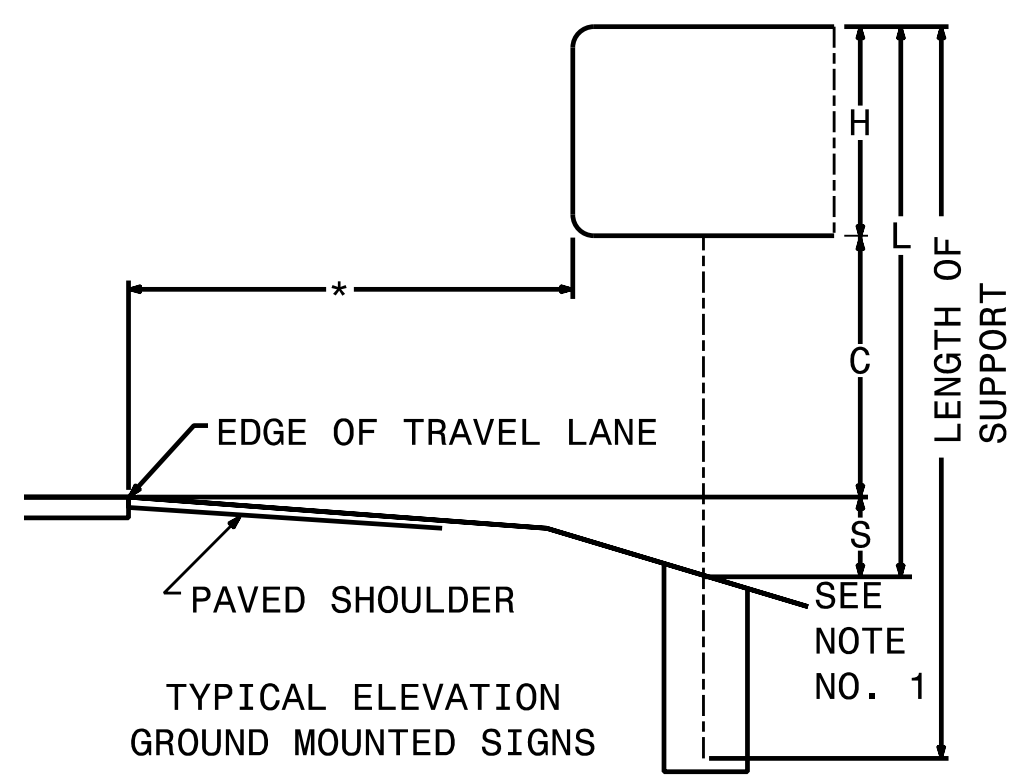 H
L
LENGTH OF
SUPPORT
*
C
EDGE OF TRAVEL LANE
S
PAVED SHOULDER
SEE
NOTE
NO. 1
TYPICAL ELEVATION
GROUND MOUNTED SIGNS